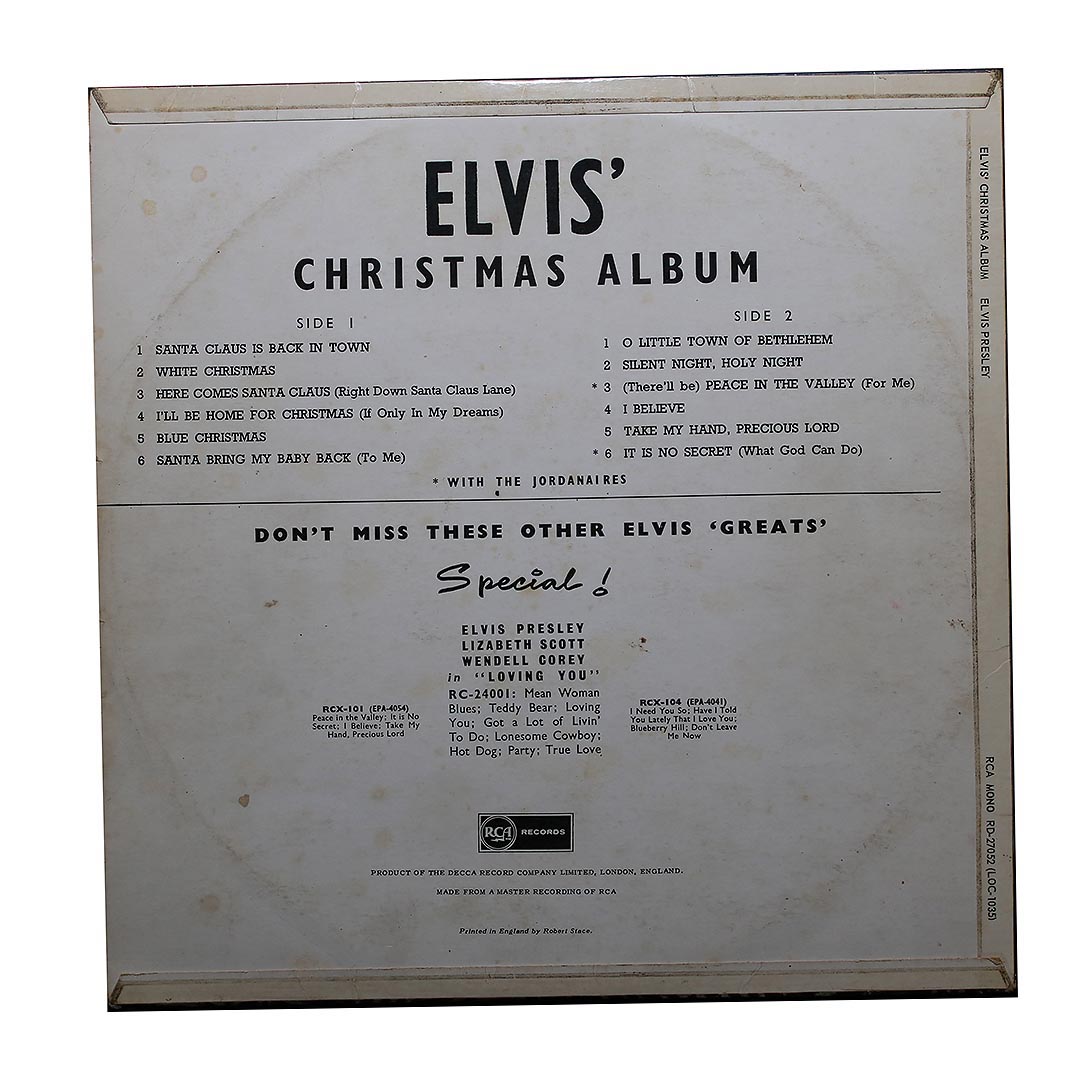 ELVIS'
CHRISTMAS ALBUM
SIDE 1
1 SANTA CLAUS IS BACK IN TOWN
2 WHITE CHRISTMAS
3 HERE COMES SANTA CLAUS (Right Down Santa Claus Lane)
4 I'LL BE HOME FOR CHRISTMAS (If Only In My Dreams)
5 BLUE CHRISTMAS
6 SANTA BRING MY BABY BACK (To Me)
SIDE 2
1 O LITTLE TOWN OF BETHLEHEM
2 SILENT NIGHT, HOLY NIGHT
* 3 (There'll be) PEACE IN THE VALLEY (For Me)
4 I BELIEVE
5 TAKE MY HAND, PRECIOUS LORD
* 6 IT IS NO SECRET (What God Can Do)
* WITH THE JORDANAIRES
DON'T MISS THESE OTHER ELVIS 'GREATS'
Special!
ELVIS PRESLEY
LIZABETH SCOTT
WENDELL COREY
in "LOVING YOU"
RC-24001: Mean Woman
Blues; Teddy Bear; Loving
You; Got a Lot of Livin'
To Do; Lonesome Cowboy;
Hot Dog; Party; True Love
RCX-101 (EPA-4054)
Peace in the Valley; It is No
Secret; I Believe; Take My
Hand, Precious Lord
RCX-104 (EPA-4041)
I Need You So; Have I Told
You Lately That I Love You;
Blueberry Hill; Don't Leave
Me Now
RCA RECORDS
PRODUCT OF THE DECCA RECORD COMPANY LIMITED, LONDON, ENGLAND.
MADE FROM A MASTER RECORDING OF RCA
Printed in England by Robert Stace.
ELVIS' CHRISTMAS ALBUM ELVIS PRESLEY
RCA MONO RD-27052 (LOC-1035)